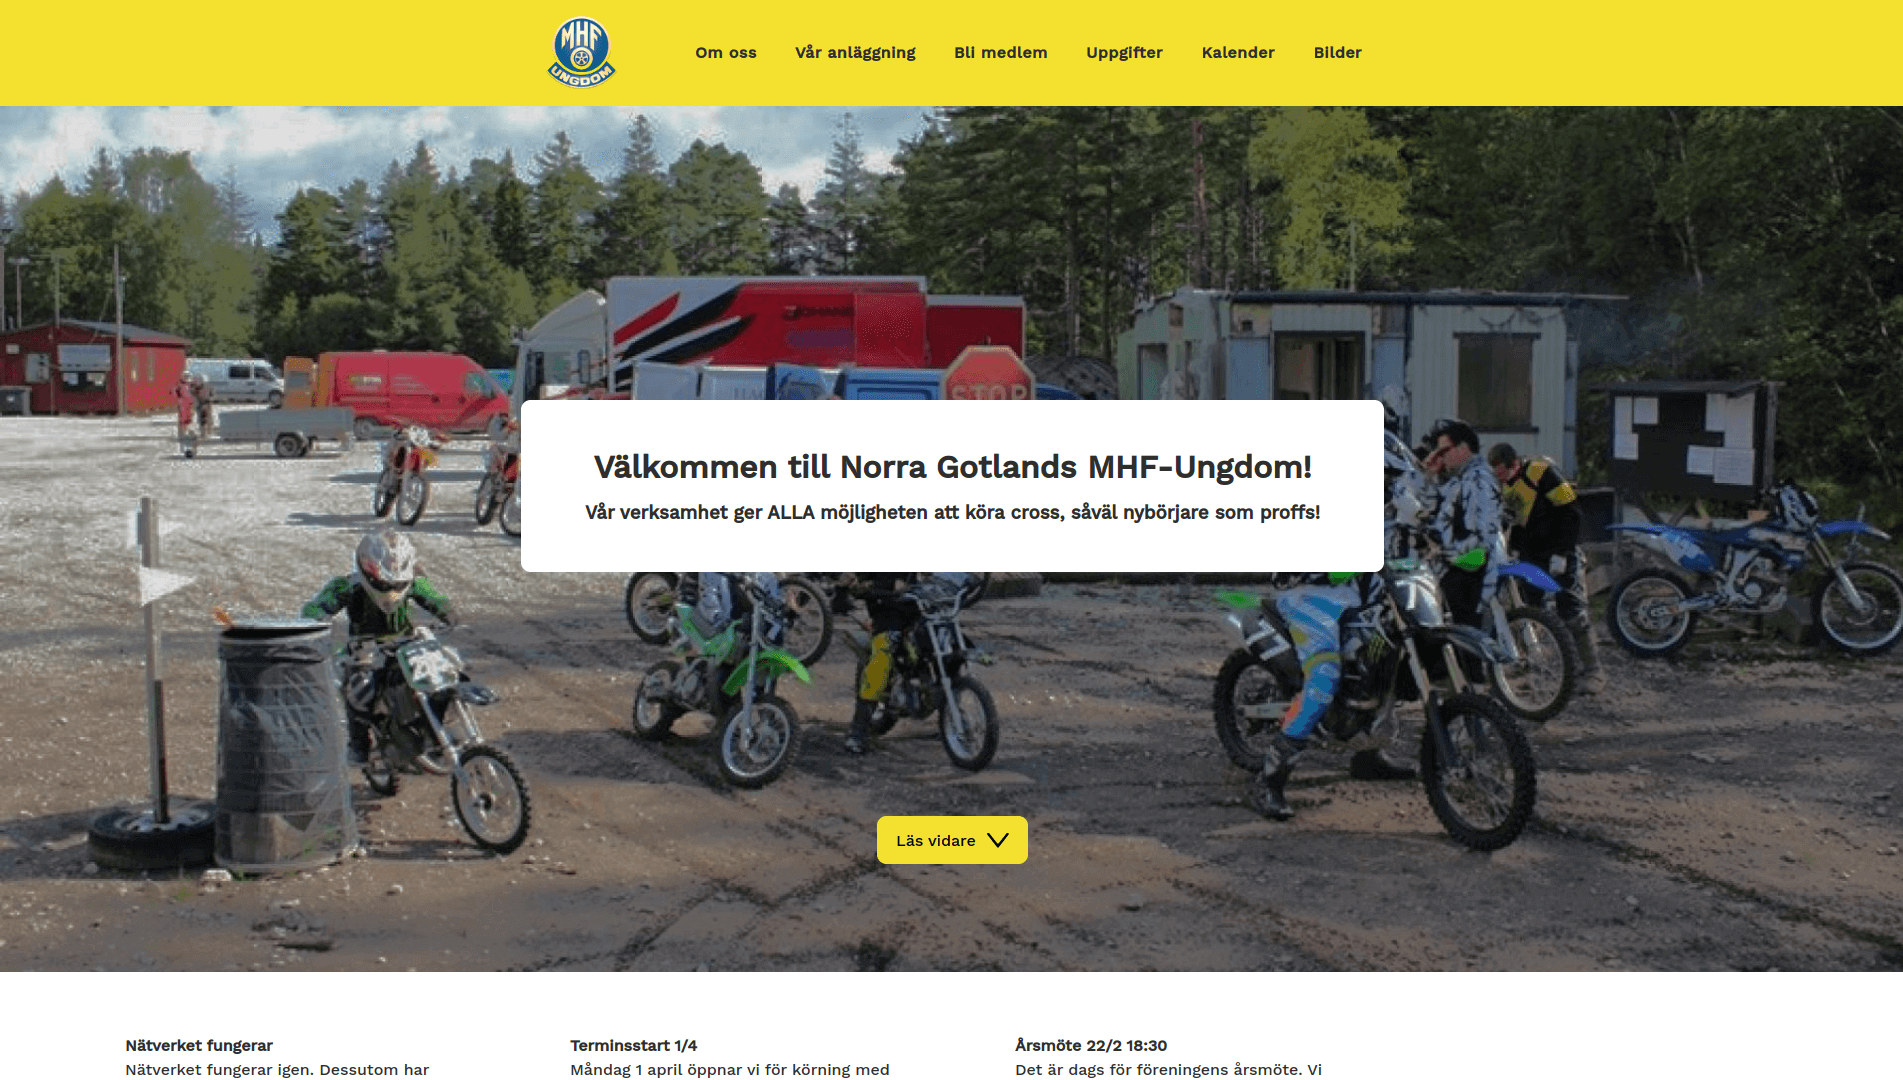 MHF
UNGDOM
Om oss
Vår anläggning
Bli medlem
Uppgifter
Kalender
Bilder
STOP
Välkommen till Norra Gotlands MHF-Ungdom!
Vår verksamhet ger ALLA möjligheten att köra cross, såväl nybörjare som proffs!
77
Läs vidare
Nätverket fungerar
Nätverket fungerar igen. Dessutom har
Terminsstart 1/4
Måndag 1 april öppnar vi för körning med
Årsmöte 22/2 18:30
Det är dags för föreningens årsmöte. Vi